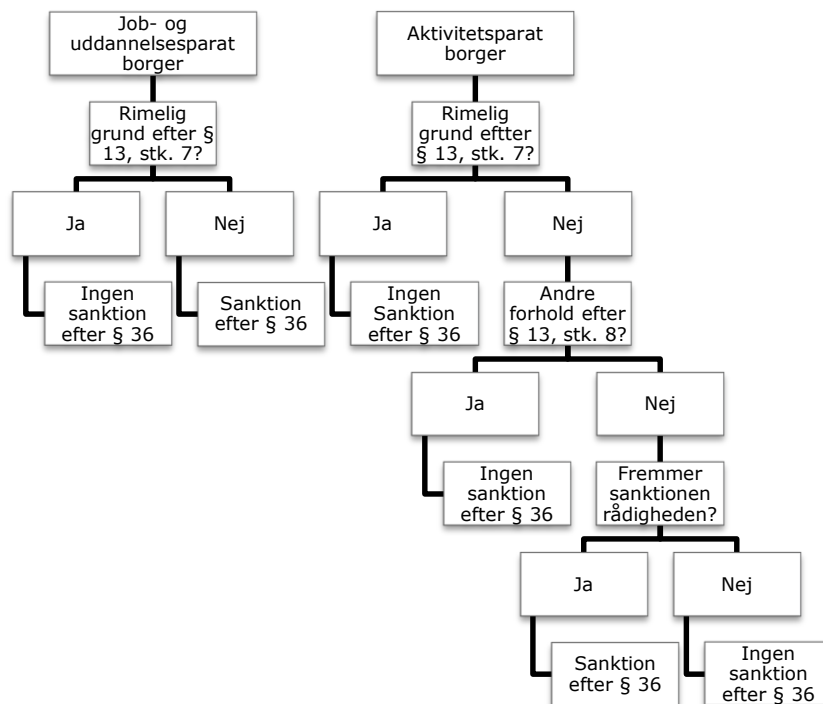 Job- og
uddannelsesparat
borger
Rimelig
grund efter §
13, stk. 7?
Ja
Ingen
sanktion
efter § 36
Nej
Sanktion
efter § 36
Aktivitetsparat
borger
Rimelig
grund eftter
§ 13, stk. 7?
Ja
Ingen
Sanktion
efter § 36
Nej
Andre
forhold efter
§ 13, stk. 8?
Ja
Ingen
sanktion
efter § 36
Nej
Fremmer
sanktionen
rådigheden?
Ja
Sanktion
efter § 36
Nej
Ingen
sanktion
efter § 36